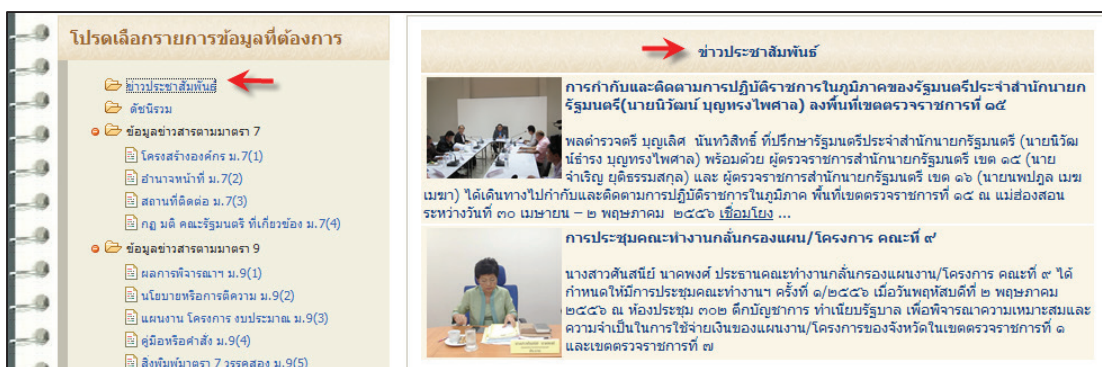 โปรดเลือกรายการข้อมูลที่ต้องการ
ข่าวประชาสัมพันธ์
ดัชนีรวม
ข้อมูลข่าวสารตามมาตรา 7
โครงสร้างองค์กร ม.7(1)
อำนาจหน้าที่ ม.7(2)
สถานที่ติดต่อ ม.7(3)
กฎ มติ คณะรัฐมนตรี ที่เกี่ยวข้อง ม.7(4)
ข้อมูลข่าวสารตามมาตรา 9
ผลการพิจารณาฯ ม.9(1)
นโยบายหรือการตีความ ม.9(2)
แผนงาน โครงการ งบประมาณ ม.9(3)
คู่มือหรือคำสั่ง ม.9(4)
สิ่งพิมพ์มาตรา 7 วรรคสอง ม.9(5)
ข่าวประชาสัมพันธ์
การกำกับและติดตามการปฏิบัติราชการในภูมิภาคของรัฐมนตรีประจำสำนักนายก
รัฐมนตรี(นายนิวัฒน์ บุญทรงไพศาล) ลงพื้นที่เขตตรวจราชการที่ ๑๕
พลตำรวจตรี บุญเลิศ นันทวิสิทธิ์ ที่ปรึกษารัฐมนตรีประจำสำนักนายกรัฐมนตรี (นายนิวัฒ
น์ธำรง บุญทรงไพศาล) พร้อมด้วย ผู้ตรวจราชการสำนักนายกรัฐมนตรี เขต ๑๕ (นาย
จำเริญ ยุติธรรมสกุล) และ ผู้ตรวจราชการสำนักนายกรัฐมนตรี เขต ๑๖ (นายนพปฎล เมฆ
เมฆา) ได้เดินทางไปกำกับและติดตามการปฏิบัติราชการในภูมิภาค พื้นที่เขตตรวจราชการที่ ๑๕ ณ แม่ฮ่องสอน
ระหว่างวันที่ ๓๐ เมษายน – ๒ พฤษภาคม ๒๕๕๖ เชื่อมโยง ...
การประชุมคณะทำงานกลั่นกรองแผน/โครงการ คณะที่ ๙'
นางสาวศันสนีย์ นาคพงศ์ ประธานคณะทำงานกลั่นกรองแผนงาน/โครงการ คณะที่ ๙ ได้
กำหนดให้มีการประชุมคณะทำงานฯ ครั้งที่ ๑/๒๕๕๖ เมื่อวันพฤหัสบดีที่ ๒ พฤษภาคม
๒๕๕๖ ณ ห้องประชุม ๓๐๒ ตึกบัญชาการ ทำเนียบรัฐบาล เพื่อพิจารณาความเหมาะสมและ
ความจำเป็นในการใช้จ่ายเงินของแผนงาน/โครงการของจังหวัดในเขตตรวจราชการที่ ๑
และเขตตรวจราชการที่ ๗